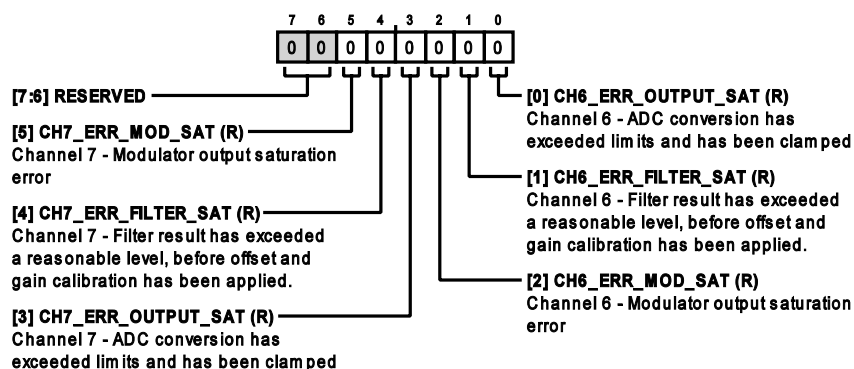 7 6 5 4 3 2 1 0
0 0 0 0 0 0 0 0
[7:6] RESERVED
[5] CH7_ERR_MOD_SAT (R)
Channel 7 - Modulator output saturation
error
[4] CH7_ERR_FILTER_SAT (R)
Channel 7 - Filter result has exceeded
a reasonable level, before offset and
gain calibration has been applied.
[3] CH7_ERR_OUTPUT_SAT (R)
Channel 7 - ADC conversion has
exceeded limits and has been clamped
[0] CH6_ERR_OUTPUT_SAT (R)
Channel 6 - ADC conversion has
exceeded limits and has been clamped
[1] CH6_ERR_FILTER_SAT (R)
Channel 6 - Filter result has exceeded
a reasonable level, before offset and
gain calibration has been applied.
[2] CH6_ERR_MOD_SAT (R)
Channel 6 - Modulator output saturation
error